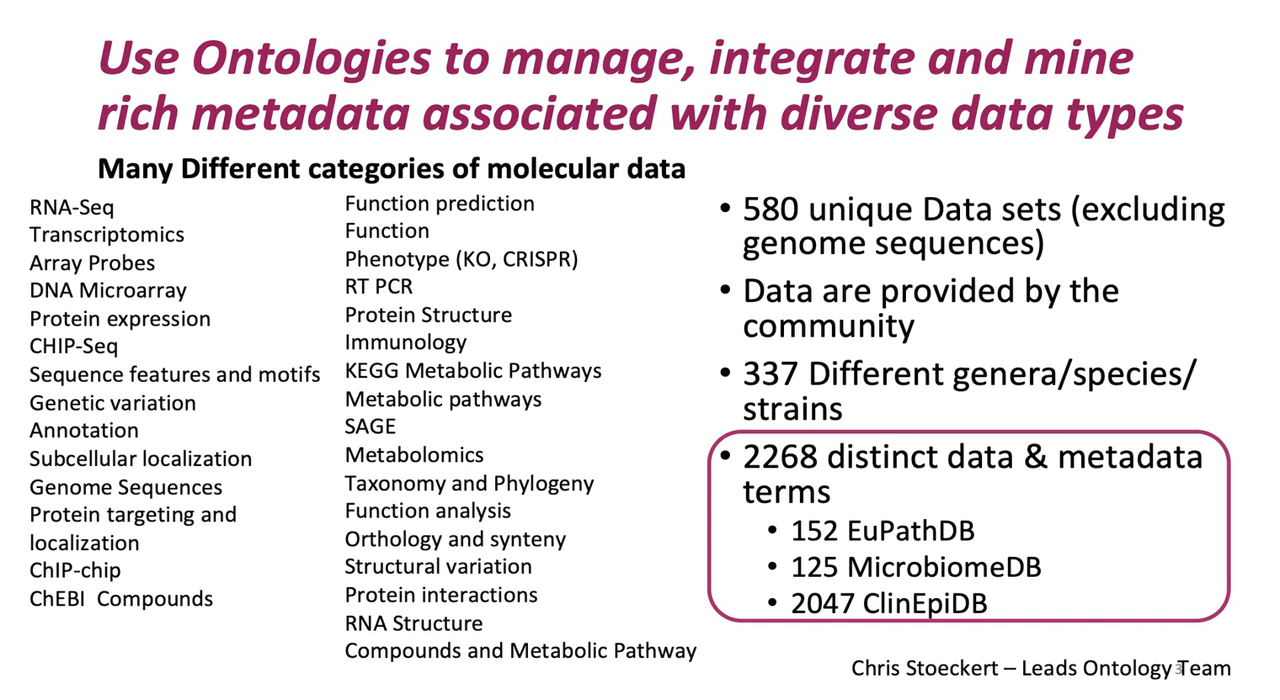 Use Ontologies to manage, integrate and mine
rich metadata associated with diverse data types
Many Different categories of molecular data
RNA-Seq
Transcriptomics
Array Probes
DNA Microarray
Protein expression
CHIP-Seq
Sequence features and motifs
Genetic variation
Annotation
Subcellular localization
Genome Sequences
Protein targeting and
localization
ChIP-chip
ChEBI Compounds
Function prediction
Function
Phenotype (KO, CRISPR)
RT PCR
Protein Structure
Immunology
KEGG Metabolic Pathways
Metabolic pathways
SAGE
Metabolomics
Taxonomy and Phylogeny
Function analysis
Orthology and synteny
Structural variation
Protein interactions
RNA Structure
Compounds and Metabolic Pathway
• 580 unique Data sets (excluding
genome sequences)
• Data are provided by the
community
• 337 Different genera/species/
strains
• 2268 distinct data & metadata
terms
• 152 EuPathDB
• 125 MicrobiomeDB
• 2047 ClinEpiDB
Chris Stoeckert – Leads Ontology Team
3